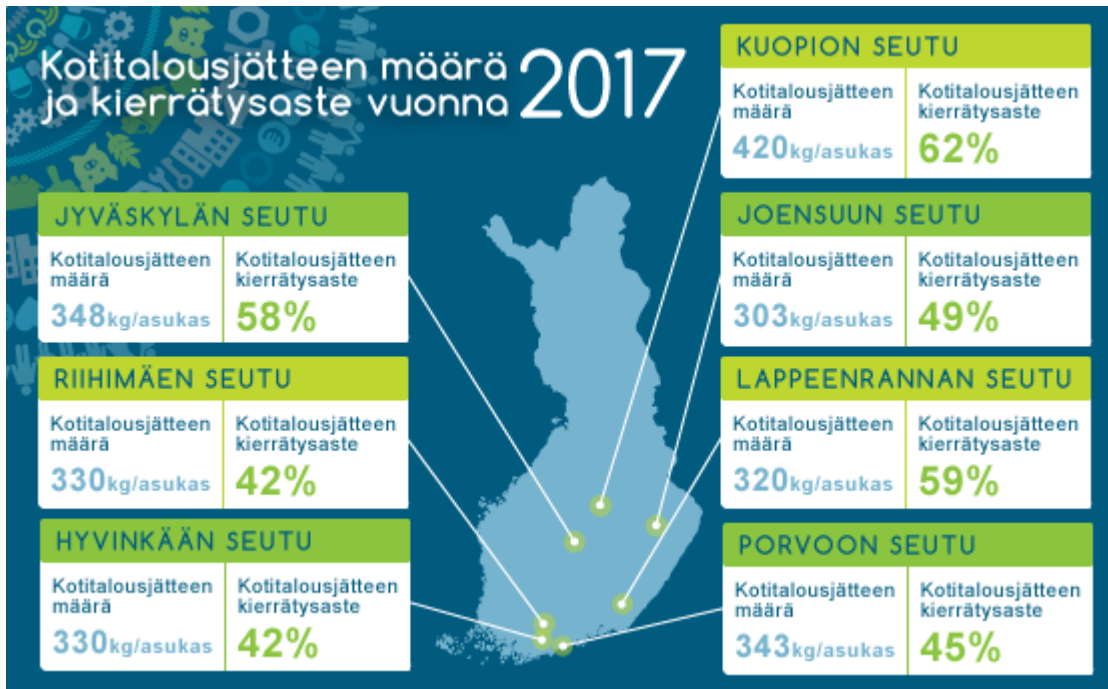 Kotitalousjätteen määrä
ja kierrätysaste vuonna 2017
JYVÄSKYLÄN SEUTU
Kotitalousjätteen
määrä
348kg/asukas
Kotitalousjätteen
kierrätysaste
58%
RIIHIMÄEN SEUTU
Kotitalousjätteen
määrä
330kg/asukas
Kotitalousjätteen
kierrätysaste
42%
HYVINKÄÄN SEUTU
Kotitalousjätteen
määrä
330kg/asukas
Kotitalousjätteen
kierrätysaste
42%
KUOPION SEUTU
Kotitalousjätteen
määrä
420kg/asukas
Kotitalousjätteen
kierrätysaste
62%
JOENSUUN SEUTU
Kotitalousjätteen
määrä
303kg/asukas
Kotitalousjätteen
kierrätysaste
49%
LAPPEENRANNAN SEUTU
Kotitalousjätteen
määrä
320kg/asukas
Kotitalousjätteen
kierrätysaste
59%
PORVOON SEUTU
Kotitalousjätteen
määrä
343kg/asukas
Kotitalousjätteen
kierrätysaste
45%